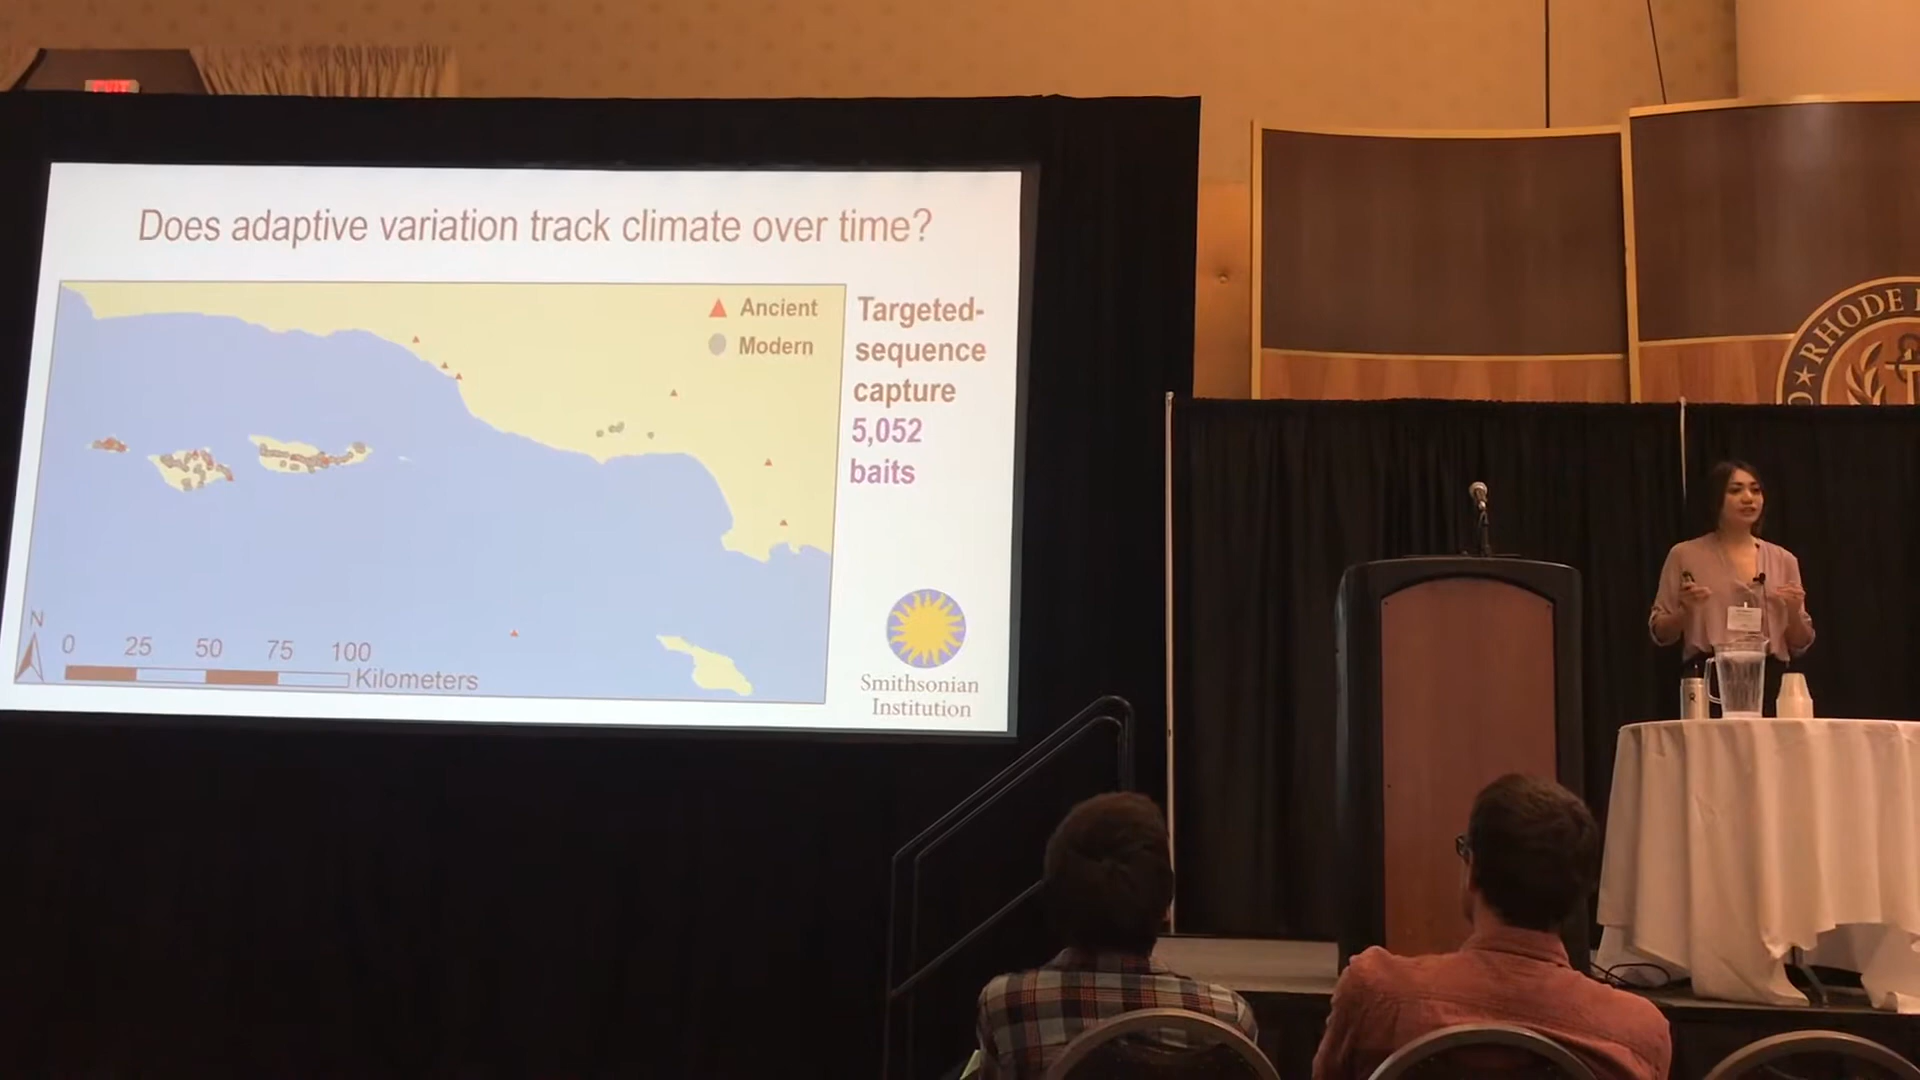 EXIT
Does adaptive variation track climate over time?
Ancient
Modern
Targeted-
sequence
capture
5,052
baits
N
0 25 50 75 100
Kilometers
Smithsonian
Institution
RHODE